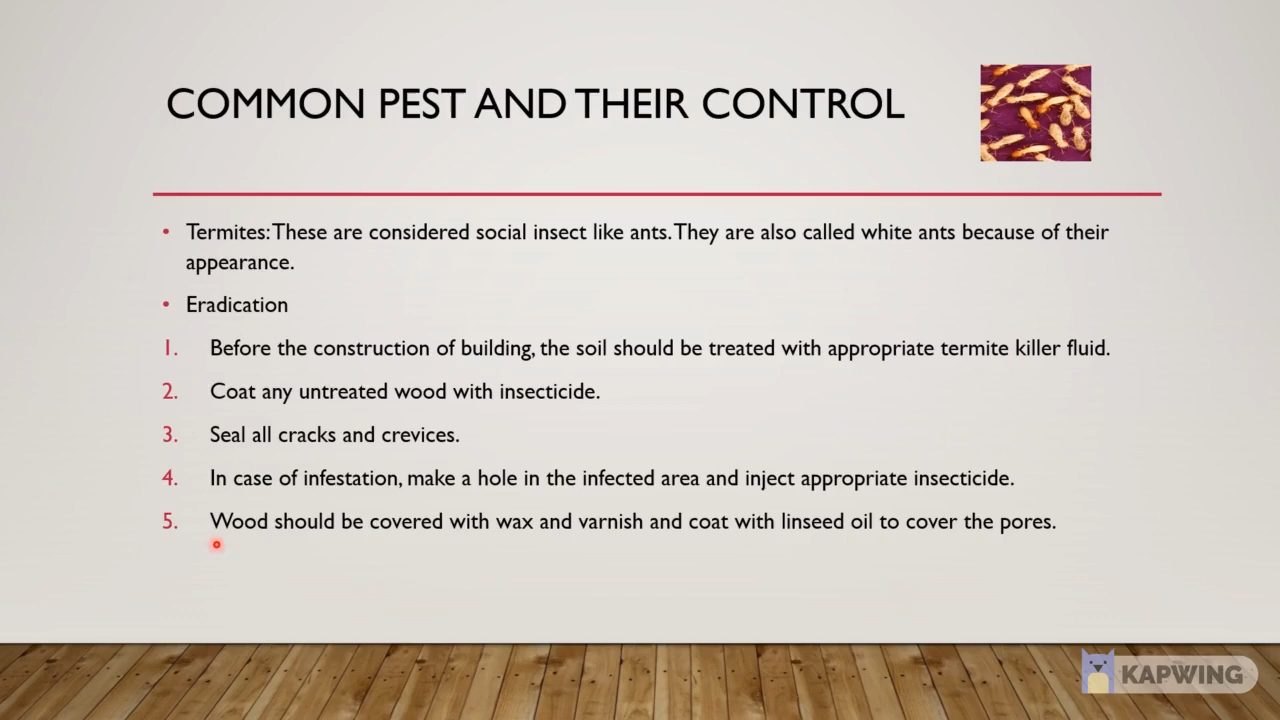 COMMON PEST AND THEIR CONTROL
• Termites: These are considered social insect like ants. They are also called white ants because of their
appearance.
• Eradication
1. Before the construction of building, the soil should be treated with appropriate termite killer fluid.
2. Coat any untreated wood with insecticide.
3. Seal all cracks and crevices.
4. In case of infestation, make a hole in the infected area and inject appropriate insecticide.
5. Wood should be covered with wax and varnish and coat with linseed oil to cover the pores.
KAPWING